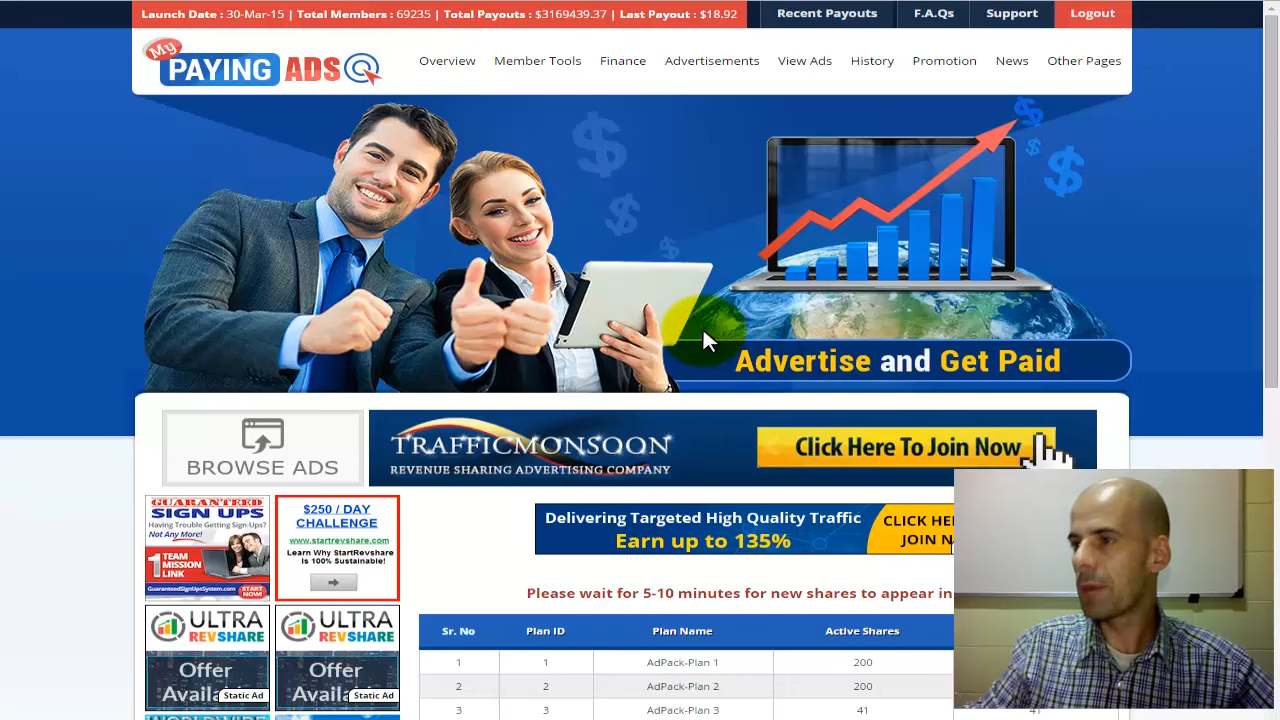 Launch Date : 30-Mar-15 | Total Members : 69235 | Total Payouts : $3169439.37 | Last Payout : $18.92
Recent Payouts F.A.Qs Support Logout
My PAYING ADS
Overview Member Tools Finance Advertisements View Ads History Promotion News Other Pages
Advertise and Get Paid
BROWSE ADS
TRAFFICMONSOON
REVENUE SHARING ADVERTISING COMPANY
Click Here To Join Now
GUARANTEED
SIGN UPS
Having Trouble Getting Sign-Ups?
Not Any More!
1 TEAM
MISSION
LINK
GuaranteedSignUpsSystem.com START NOW!
$250 / DAY
CHALLENGE
www.startrevshare.com
Learn Why StartRevshare
Is 100% Sustainable!
Delivering Targeted High Quality Traffic
Earn up to 135%
CLICK HE
JOIN N
Please wait for 5-10 minutes for new shares to appear in
ULTRA
REVSHARE
Offer
Availa
Static Ad
ULTRA
REVSHARE
Offer
Availa
Static Ad
Sr. No Plan ID Plan Name Active Shares
1 1 AdPack-Plan 1 200
2 2 AdPack-Plan 2 200
3 3 AdPack-Plan 3 41